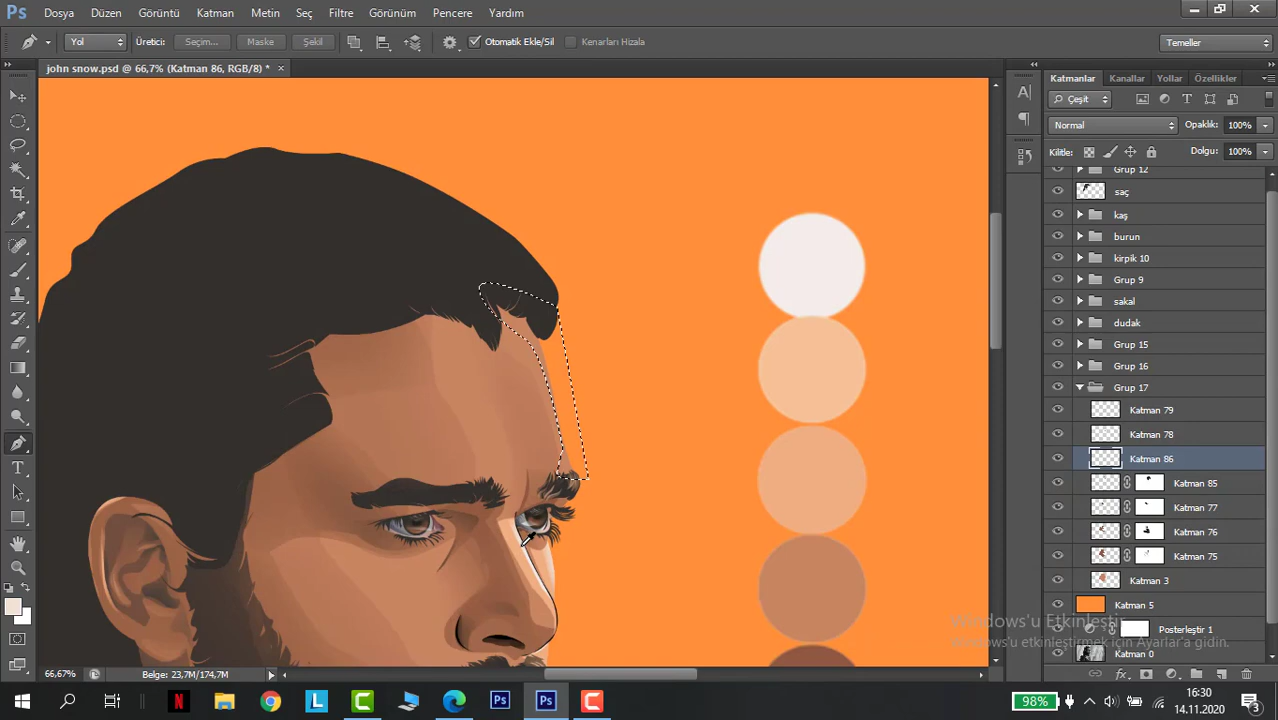 Ps Dosya Düzen Görüntü Katman Metin Seç Filtre Görünüm Pencere Yardım
Yol Üretici: Seçim... Maske Şekil Otomatik Ekle/Sil Kenarları Hizala Temeller
john snow.psd @ 66,7% (Katman 86, RGB/8) * ×
Katmanlar Kanallar Yollar Özellikler
Çeşit
Normal Opaklık: 100%
Kilitle: Dolgu: 100%
Grup 12
saç
kaş
burun
kirpik 10
Grup 9
sakal
dudak
Grup 15
Grup 16
Grup 17
Katman 79
Katman 78
Katman 86
Katman 85
Katman 77
Katman 76
Katman 75
Katman 3
Katman 5
Windows'u Etkinleştir
Posterleştir 1
Windows'u etkinleştirmek için Ayarlar'a gidin.
Katman 0
66,67% Belge: 23,7M/174,7M
98% 16:30
14.11.2020